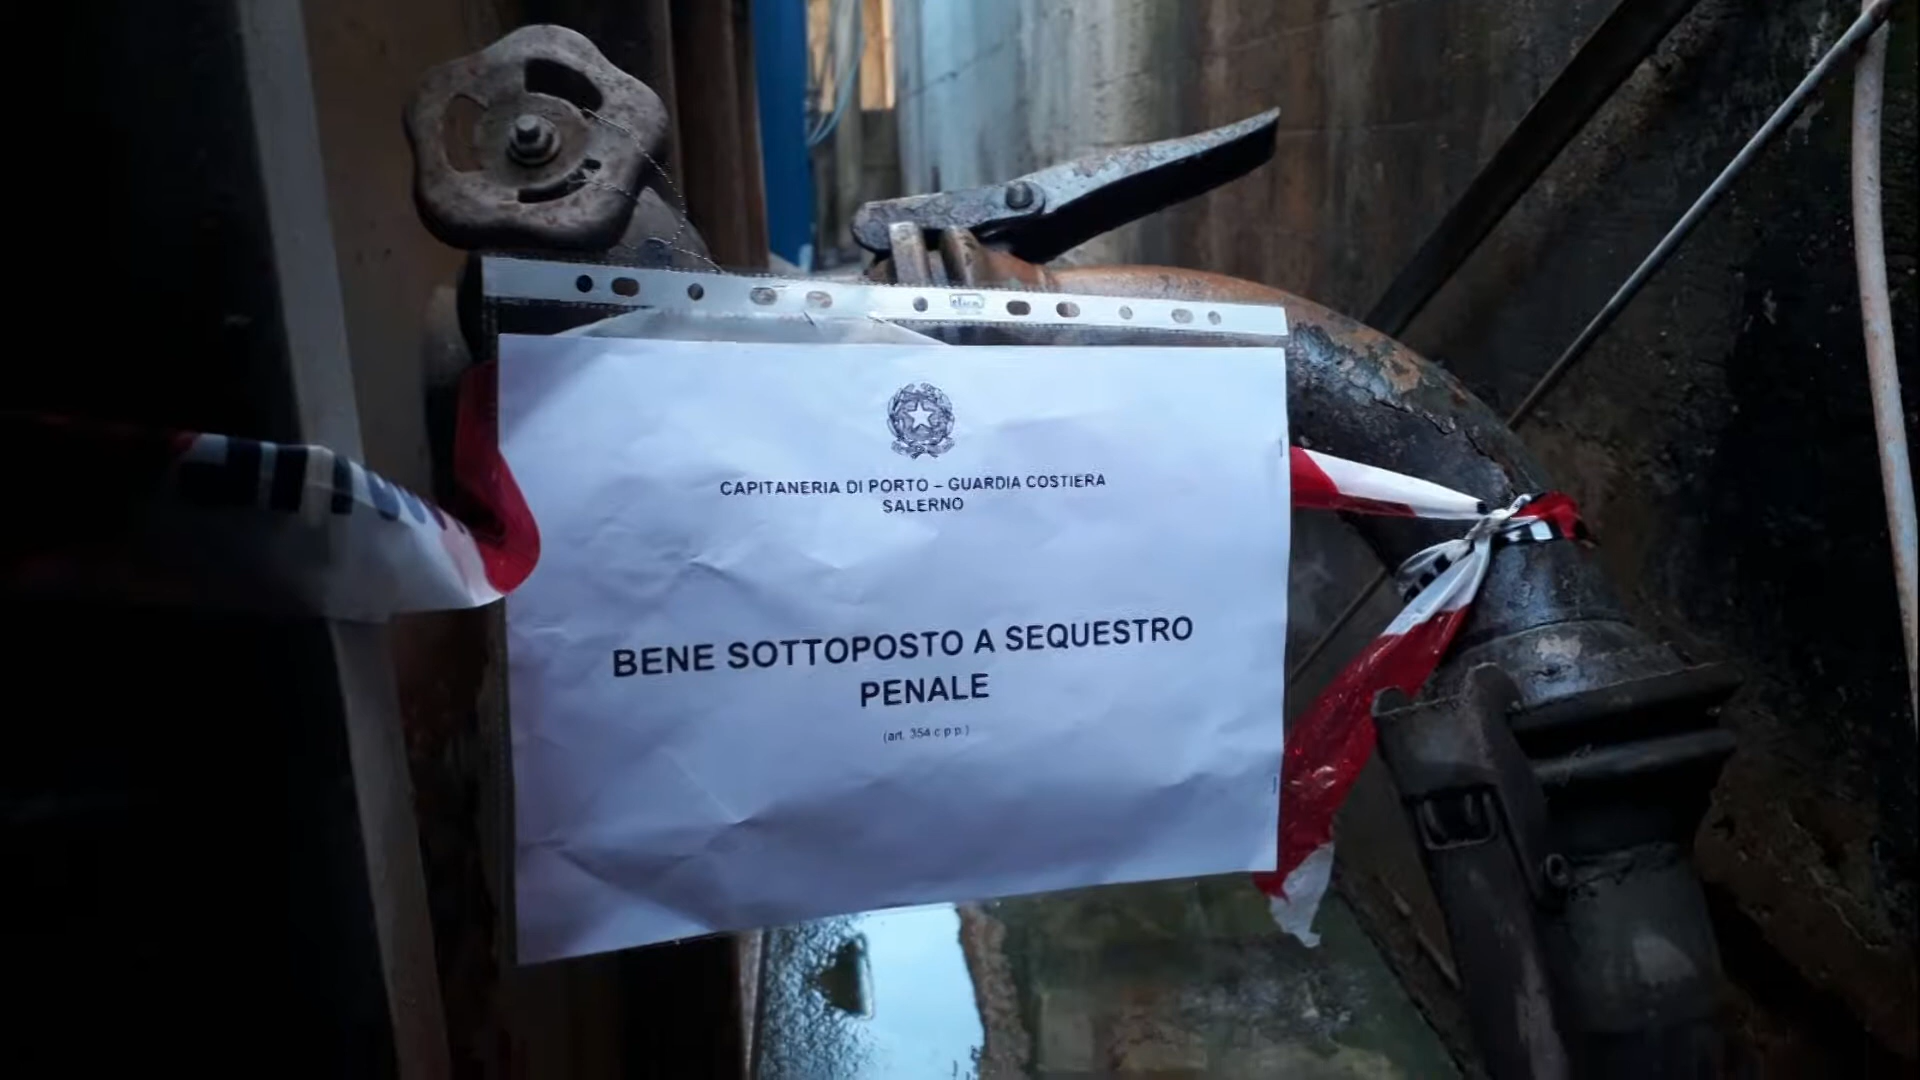 CAPITANERIA DI PORTO – GUARDIA COSTIERA
SALERNO
BENE SOTTOPOSTO A SEQUESTRO
PENALE
(art. 354 c.p.p.)